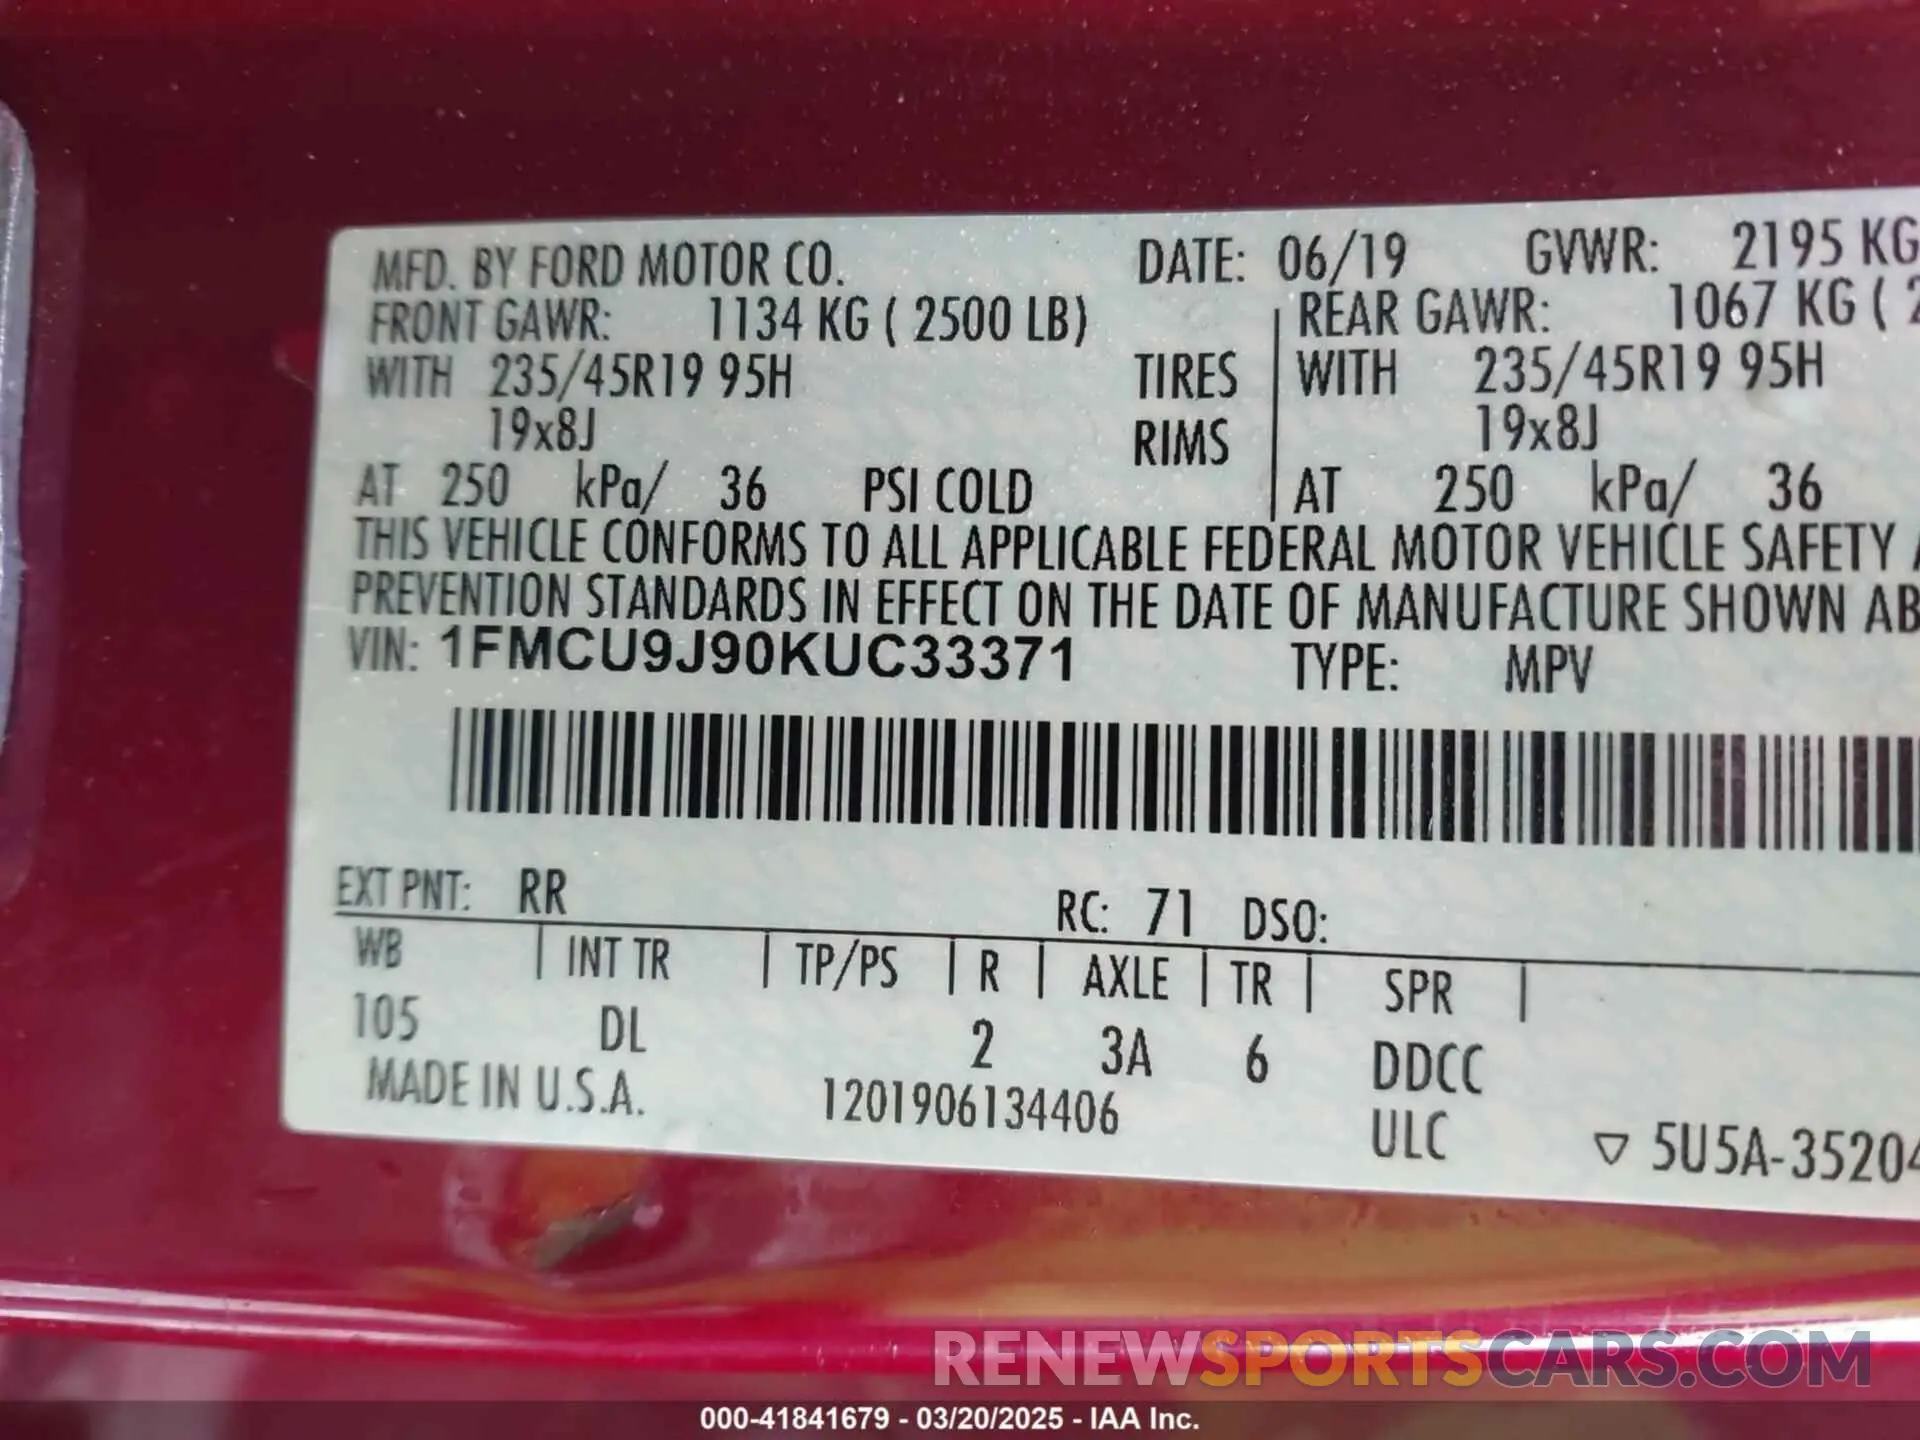 MFD. BY FORD MOTOR CO. DATE: 06/19 GVWR: 2195 KG
FRONT GAWR: 1134 KG ( 2500 LB) REAR GAWR: 1067 KG ( 2
WITH 235/45R19 95H TIRES WITH 235/45R19 95H
19x8J RIMS 19x8J
AT 250 kPa/ 36 PSI COLD AT 250 kPa/ 36
THIS VEHICLE CONFORMS TO ALL APPLICABLE FEDERAL MOTOR VEHICLE SAFETY A
PREVENTION STANDARDS IN EFFECT ON THE DATE OF MANUFACTURE SHOWN AB
VIN: 1FMCU9J90KUC33371 TYPE: MPV
EXT PNT: RR RC: 71 DSO:
WB | INT TR | TP/PS | R | AXLE | TR | SPR |
105 DL 2 3A 6 DDCC
MADE IN U.S.A. 1201906134406 ULC ▽ 5U5A-35204
RENEWSPORTSCARS.COM
000-41841679 - 03/20/2025 - IAA Inc.